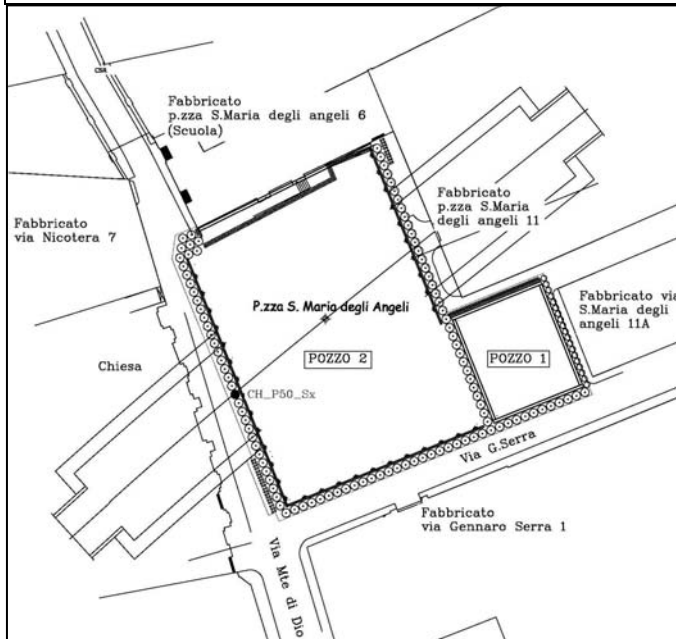 Fabbricato
p.zza S.Maria degli angeli 6
(Scuola)
Fabbricato
p.zza S.Maria
degli angeli 11
Fabbricato
via Nicotera 7
Fabbricato via
S.Maria degli
angeli 11A
P.zza S. Maria degli Angeli
POZZO 2
POZZO 1
Chiesa
CH_P50_Sx
Via G.Serra
Fabbricato
via Gennaro Serra 1
Via Mte di Dio